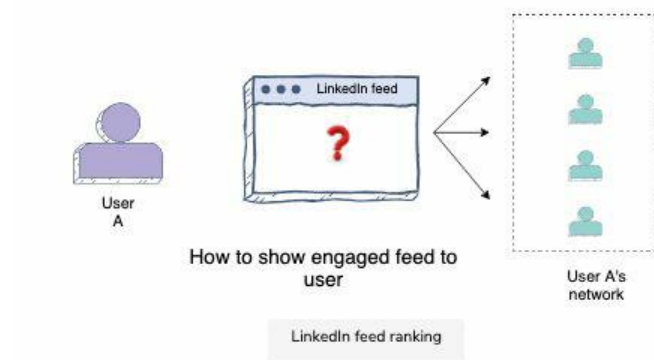 LinkedIn feed
?
User
A
How to show engaged feed to
user
User A's
network
LinkedIn feed ranking